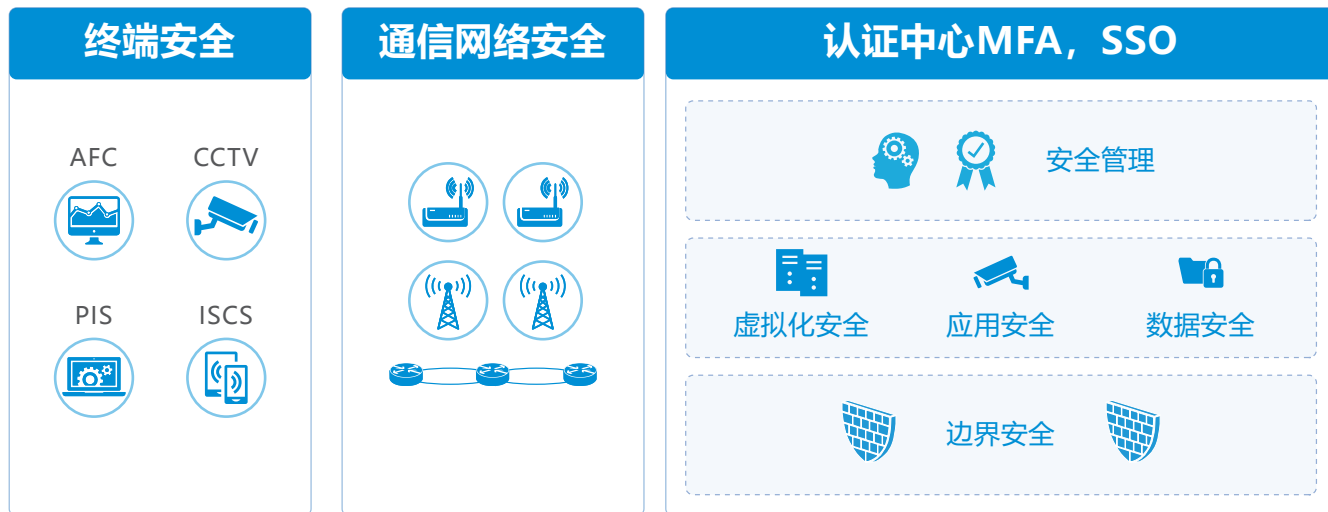 终端安全
AFC
CCTV
PIS
ISCS
通信网络安全
认证中心MFA，SSO
安全管理
虚拟化安全
应用安全
数据安全
边界安全